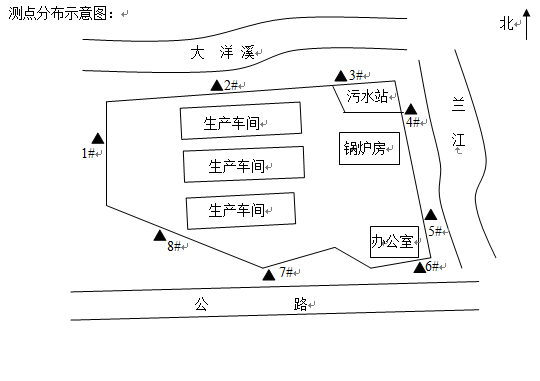 测点分布示意图：
北
大 洋 溪
2#
3#
污水站
兰
江
4#
生产车间
1#
锅炉房
生产车间
生产车间
办公室
5#
8#
6#
7#
公 路